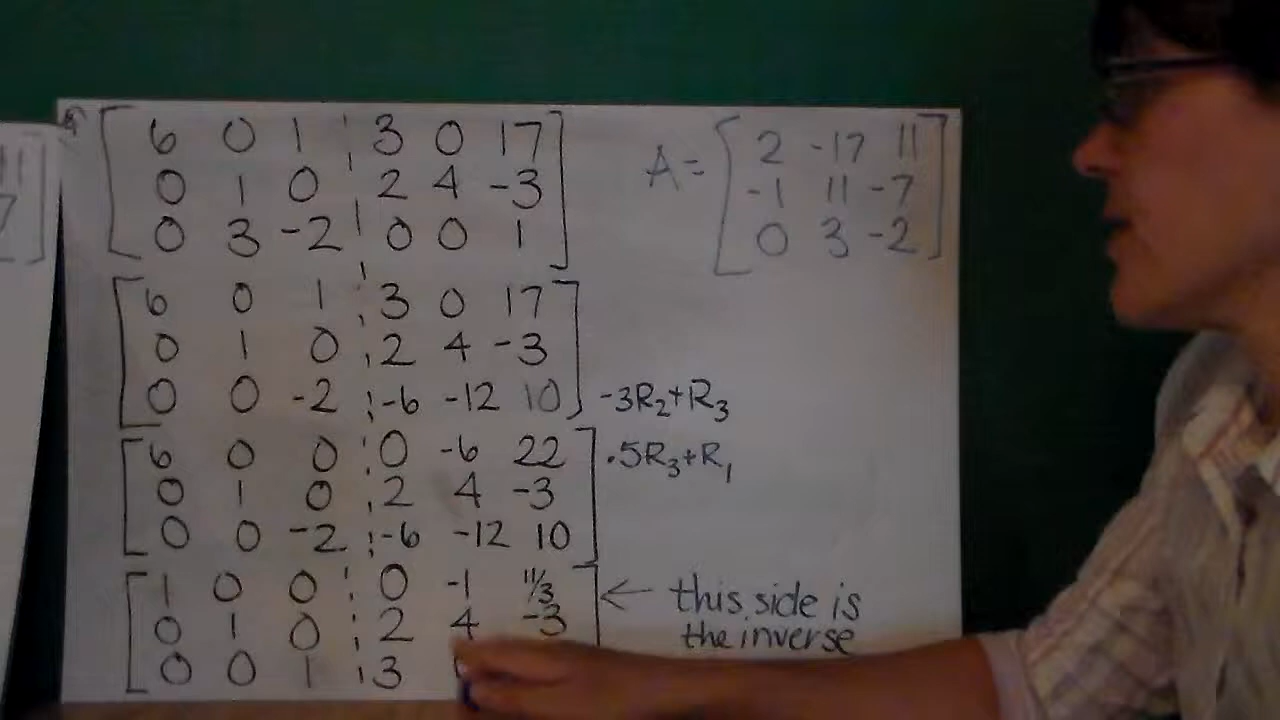 6 0 1 3 0 17
0 1 0 2 4 -3
0 3 -2 0 0 1
A= 2 -17 11
-1 11 -7
0 3 -2
6 0 1 3 0 17
0 1 0 2 4 -3
0 0 -2 -6 -12 10 -3R₂+R₃
6 0 0 0 -6 22 .5R₃+R₁
0 1 0 2 4 -3
0 0 -2 -6 -12 10
1 0 0 0 -1 11/3 ← this side is
0 1 0 2 4 -3 the inverse
0 0 1 3
11
7